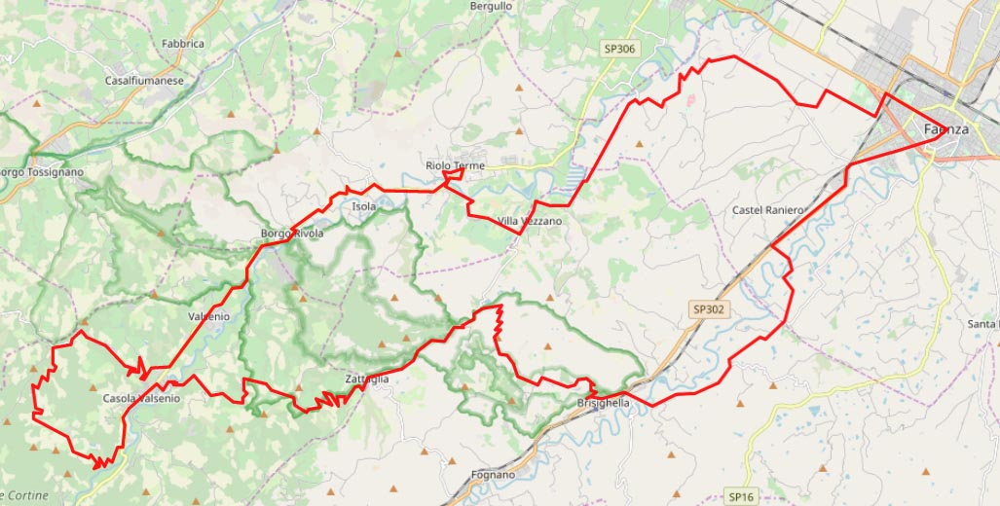 Bergullo
Fabbrica
SP306
Casalfiumanese
Faenza
Riolo Terme
Borgo Tossignano
Isola
Castel Raniero
Villa Vezzano
Borgo Rivola
SP302
Valsenio
Santa
Zattaglia
Casola Valsenio
Brisighella
Fognano
e Cortine
SP16